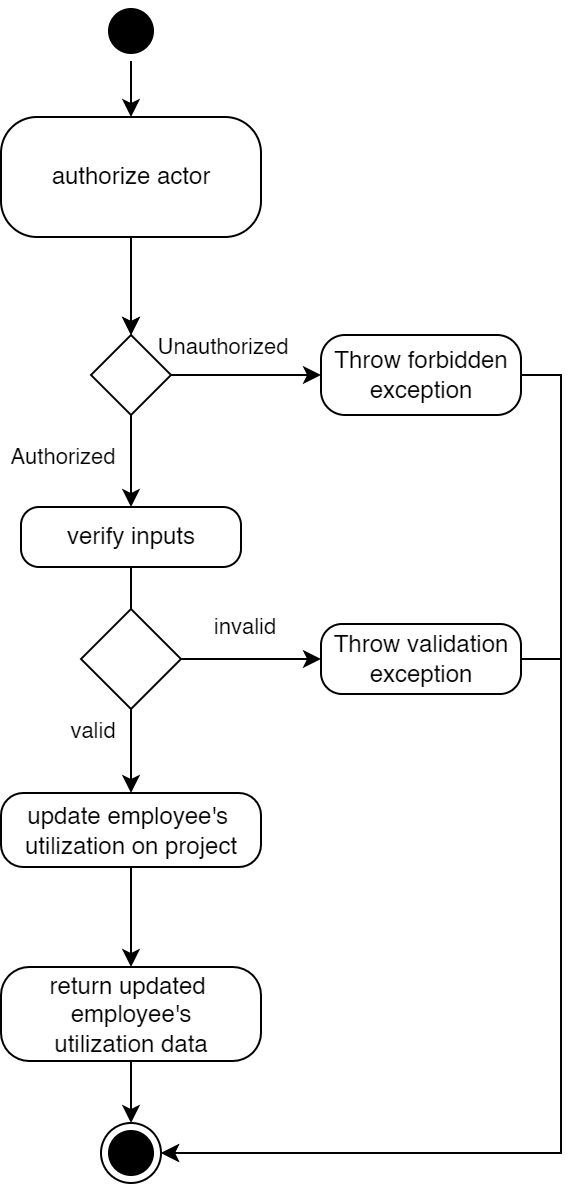 authorize actor
Unauthorized
Throw forbidden
exception
Authorized
verify inputs
invalid
Throw validation
exception
valid
update employee's
utilization on project
return updated
employee's
utilization data